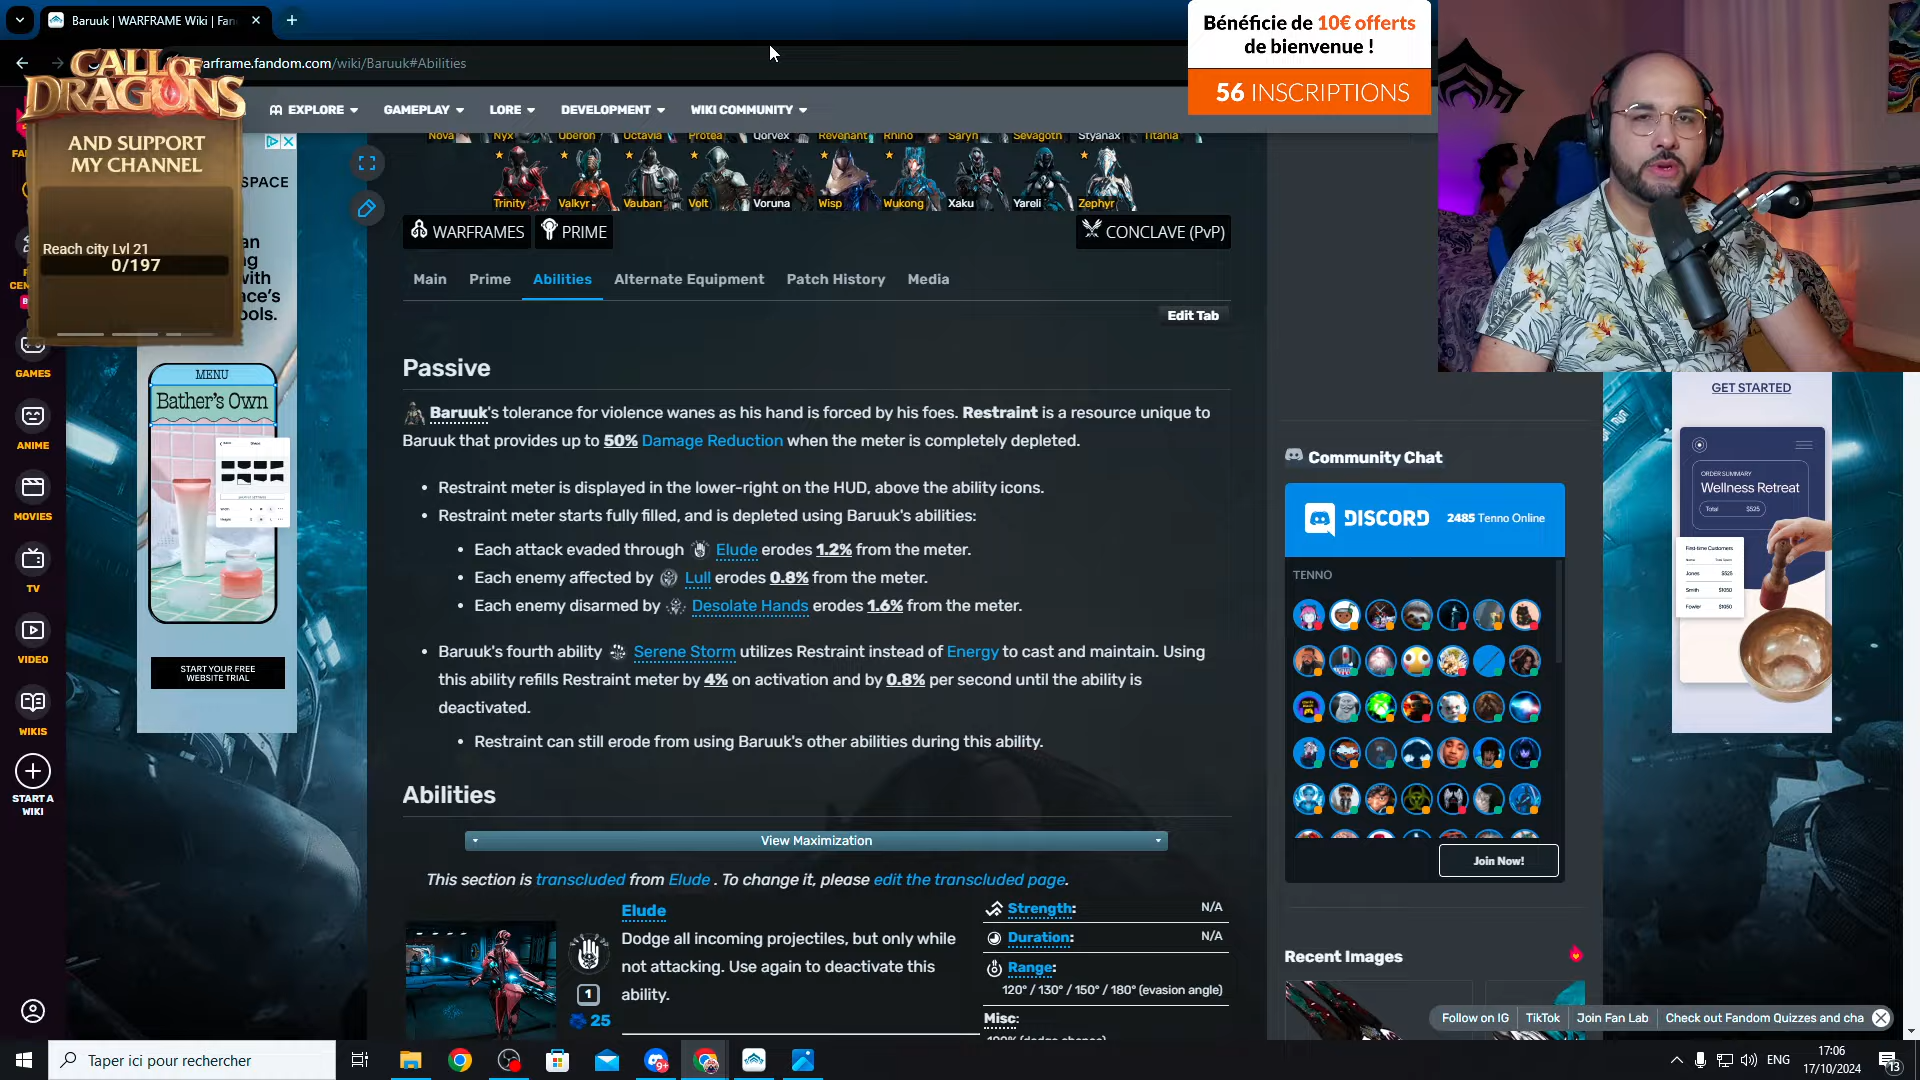 Baruuk | WARFRAME Wiki | Fan
arframe.fandom.com/wiki/Baruuk#Abilities
CALL OF
DRAGONS
AND SUPPORT
MY CHANNEL
Reach city Lvl 21
0/197
Bénéficie de 10€ offerts
de bienvenue !
56 INSCRIPTIONS
EXPLORE
GAMEPLAY
LORE
DEVELOPMENT
WIKI COMMUNITY
Nova Nyx Oberon Octavia Protea Qorvex Revenant Rhino Saryn Sevagoth Styanax Titania
Trinity Valkyr Vauban Volt Voruna Wisp Wukong Xaku Yareli Zephyr
WARFRAMES
PRIME
CONCLAVE (PvP)
Main Prime Abilities Alternate Equipment Patch History Media
Edit Tab
Passive
Baruuk's tolerance for violence wanes as his hand is forced by his foes. Restraint is a resource unique to
Baruuk that provides up to 50% Damage Reduction when the meter is completely depleted.
Restraint meter is displayed in the lower-right on the HUD, above the ability icons.
Restraint meter starts fully filled, and is depleted using Baruuk's abilities:
Each attack evaded through Elude erodes 1.2% from the meter.
Each enemy affected by Lull erodes 0.8% from the meter.
Each enemy disarmed by Desolate Hands erodes 1.6% from the meter.
Baruuk's fourth ability Serene Storm utilizes Restraint instead of Energy to cast and maintain. Using
this ability refills Restraint meter by 4% on activation and by 0.8% per second until the ability is
deactivated.
Restraint can still erode from using Baruuk's other abilities during this ability.
Abilities
View Maximization
This section is transcluded from Elude . To change it, please edit the transcluded page.
Elude
Dodge all incoming projectiles, but only while
not attacking. Use again to deactivate this
ability.
1
25
Strength: N/A
Duration: N/A
Range:
120° / 130° / 150° / 180° (evasion angle)
Misc:
GAMES
ANIME
MOVIES
TV
VIDEO
WIKIS
START A
WIKI
SPACE
MENU
Bather's Own
START YOUR FREE
WEBSITE TRIAL
GET STARTED
ORDER SUMMARY
Wellness Retreat
Total $525
Community Chat
DISCORD 2485 Tenno Online
TENNO
Join Now!
Recent Images
Follow on IG
TikTok
Join Fan Lab
Check out Fandom Quizzes and cha
Taper ici pour rechercher
ENG
17:06
17/10/2024
13